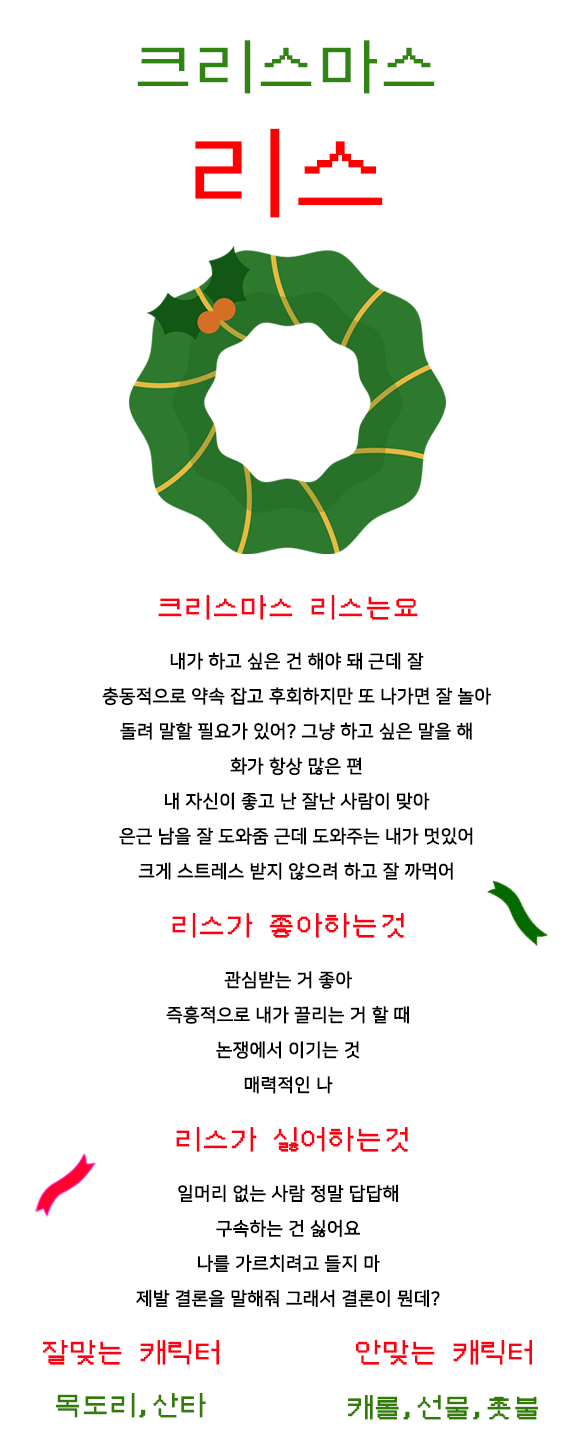 크리스마스
리스
크리스마스 리스는요
내가 하고 싶은 건 해야 돼 근데 잘
충동적으로 약속 잡고 후회하지만 또 나가면 잘 놀아
돌려 말할 필요가 있어? 그냥 하고 싶은 말을 해
화가 항상 많은 편
내 자신이 좋고 난 잘난 사람이 맞아
은근 남을 잘 도와줌 근데 도와주는 내가 멋있어
크게 스트레스 받지 않으려 하고 잘 까먹어
리스가 좋아하는것
관심받는 거 좋아
즉흥적으로 내가 끌리는 거 할 때
논쟁에서 이기는 것
매력적인 나
리스가 싫어하는것
일머리 없는 사람 정말 답답해
구속하는 건 싫어요
나를 가르치려고 들지 마
제발 결론을 말해줘 그래서 결론이 뭔데?
잘맞는 캐릭터
목도리,산타
안맞는 캐릭터
캐롤,선물,촛불